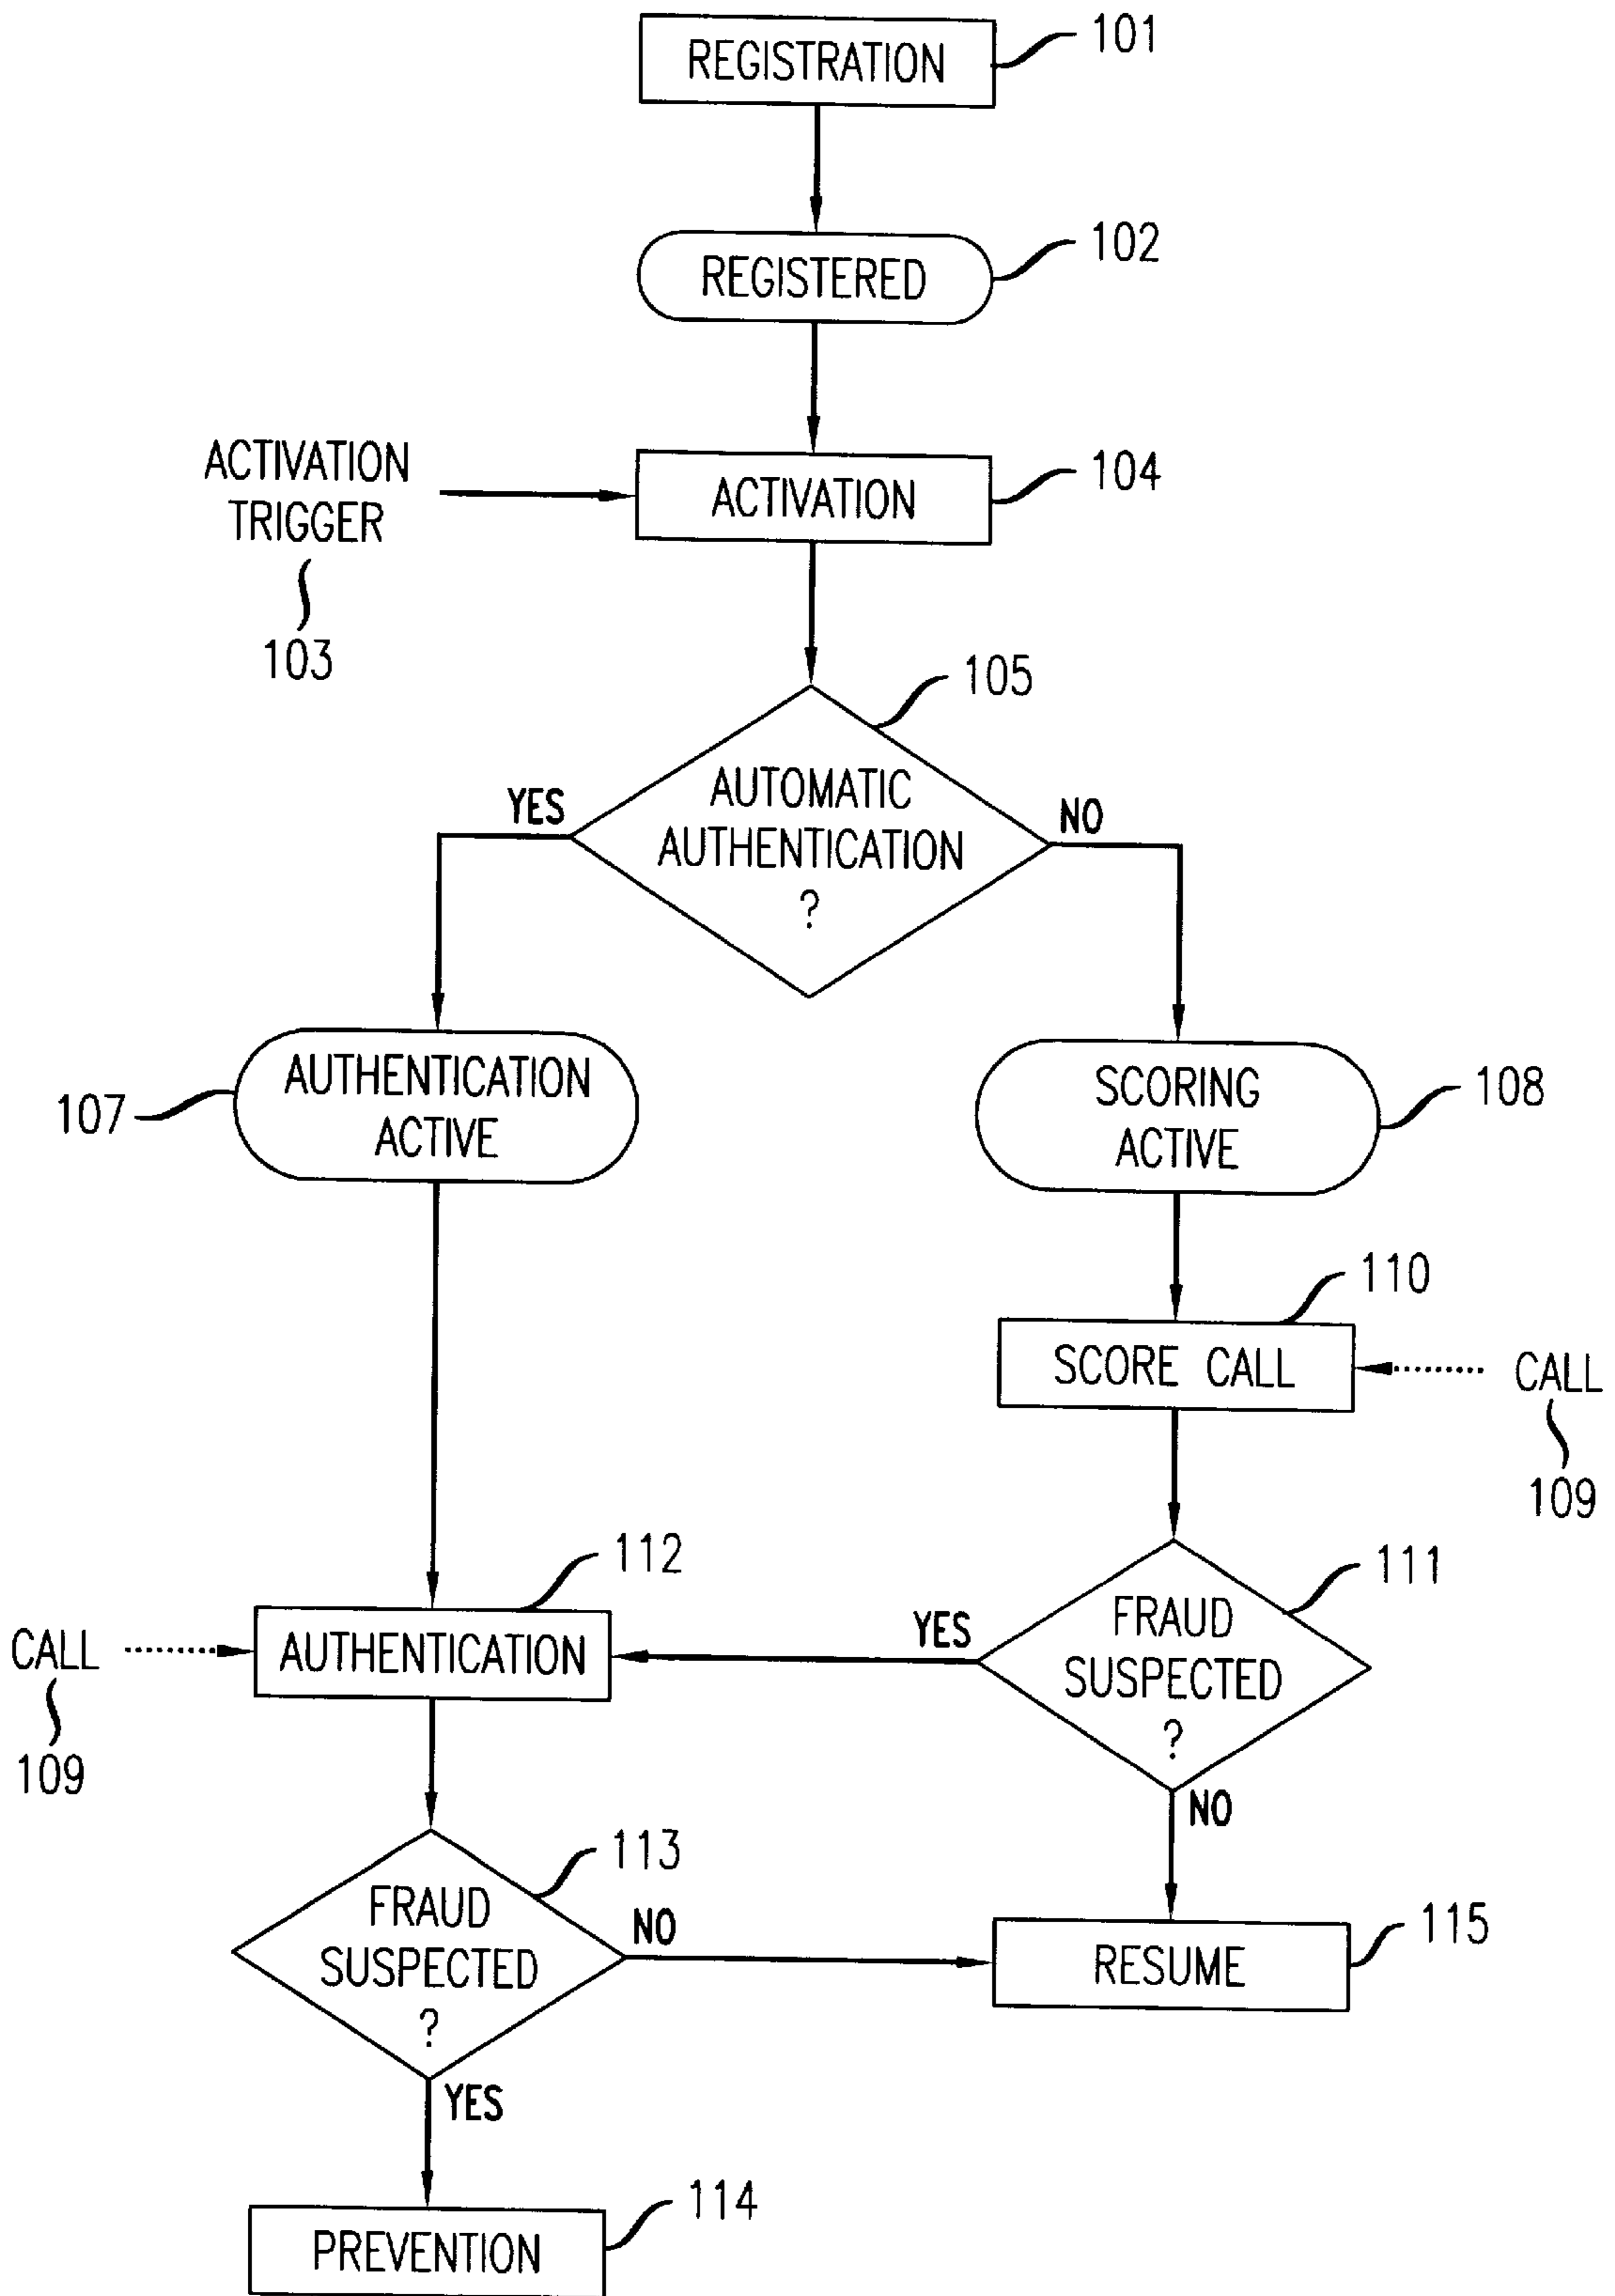 101
REGISTRATION
102
REGISTERED
ACTIVATION
TRIGGER
103
104
ACTIVATION
105
AUTOMATIC
AUTHENTICATION
?
YES
NO
107
AUTHENTICATION
ACTIVE
108
SCORING
ACTIVE
110
SCORE CALL
CALL
109
112
AUTHENTICATION
CALL
109
111
FRAUD
SUSPECTED
?
YES
NO
113
FRAUD
SUSPECTED
?
NO
YES
115
RESUME
114
PREVENTION